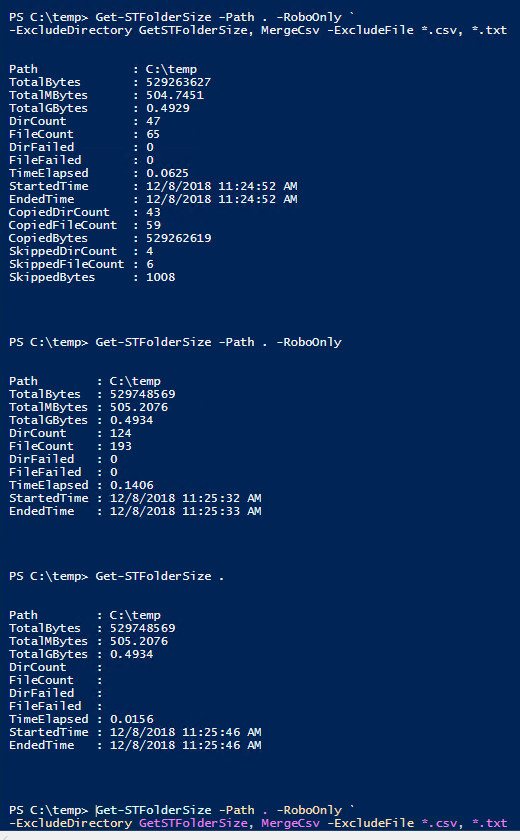 PS C:\temp> Get-STFolderSize -Path . -RoboOnly `
-ExcludeDirectory GetSTFolderSize, MergeCsv -ExcludeFile *.csv, *.txt
Path : C:\temp
TotalBytes : 529263627
TotalMBytes : 504.7451
TotalGBytes : 0.4929
DirCount : 47
FileCount : 65
DirFailed : 0
FileFailed : 0
TimeElapsed : 0.0625
StartedTime : 12/8/2018 11:24:52 AM
EndedTime : 12/8/2018 11:24:52 AM
CopiedDirCount : 43
CopiedFileCount : 59
CopiedBytes : 529262619
SkippedDirCount : 4
SkippedFileCount : 6
SkippedBytes : 1008
PS C:\temp> Get-STFolderSize -Path . -RoboOnly
Path : C:\temp
TotalBytes : 529748569
TotalMBytes : 505.2076
TotalGBytes : 0.4934
DirCount : 124
FileCount : 193
DirFailed : 0
FileFailed : 0
TimeElapsed : 0.1406
StartedTime : 12/8/2018 11:25:32 AM
EndedTime : 12/8/2018 11:25:33 AM
PS C:\temp> Get-STFolderSize .
Path : C:\temp
TotalBytes : 529748569
TotalMBytes : 505.2076
TotalGBytes : 0.4934
DirCount :
FileCount :
DirFailed :
FileFailed :
TimeElapsed : 0.0156
StartedTime : 12/8/2018 11:25:46 AM
EndedTime : 12/8/2018 11:25:46 AM
PS C:\temp> Get-STFolderSize -Path . -RoboOnly `
-ExcludeDirectory GetSTFolderSize, MergeCsv -ExcludeFile *.csv, *.txt